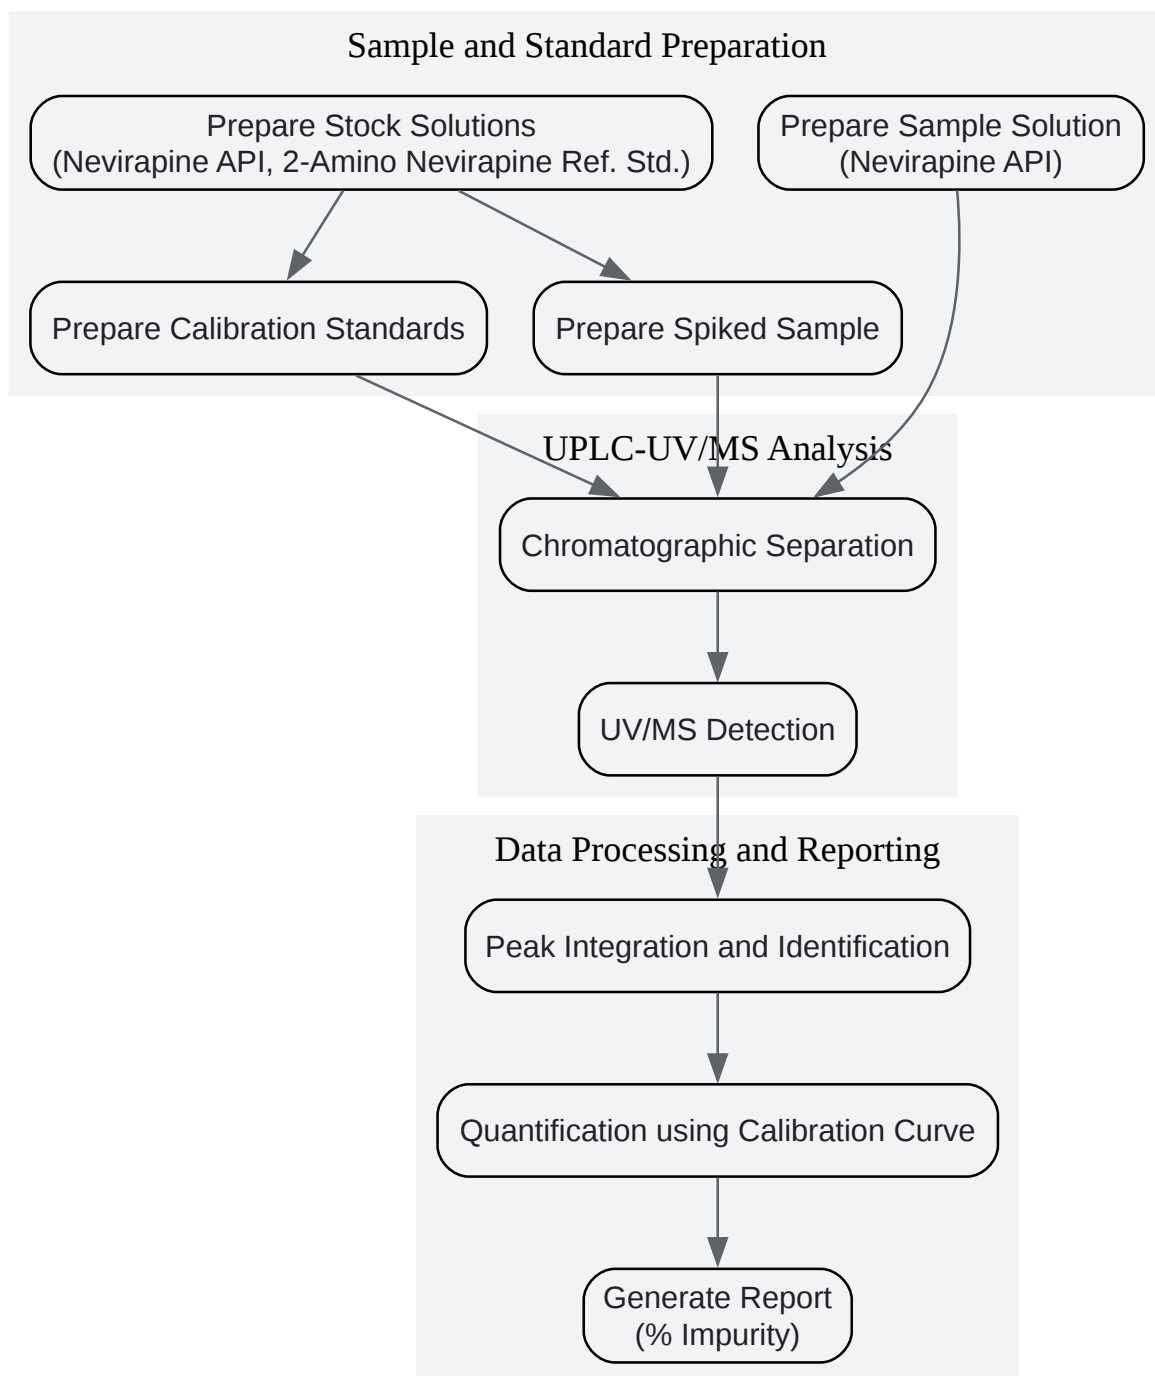 Sample and Standard Preparation
Prepare Stock Solutions
(Nevirapine API, 2-Amino Nevirapine Ref. Std.)
Prepare Sample Solution
(Nevirapine API)
Prepare Calibration Standards
Prepare Spiked Sample
UPLC-UV/MS Analysis
Chromatographic Separation
UV/MS Detection
Data Processing and Reporting
Peak Integration and Identification
Quantification using Calibration Curve
Generate Report
(% Impurity)